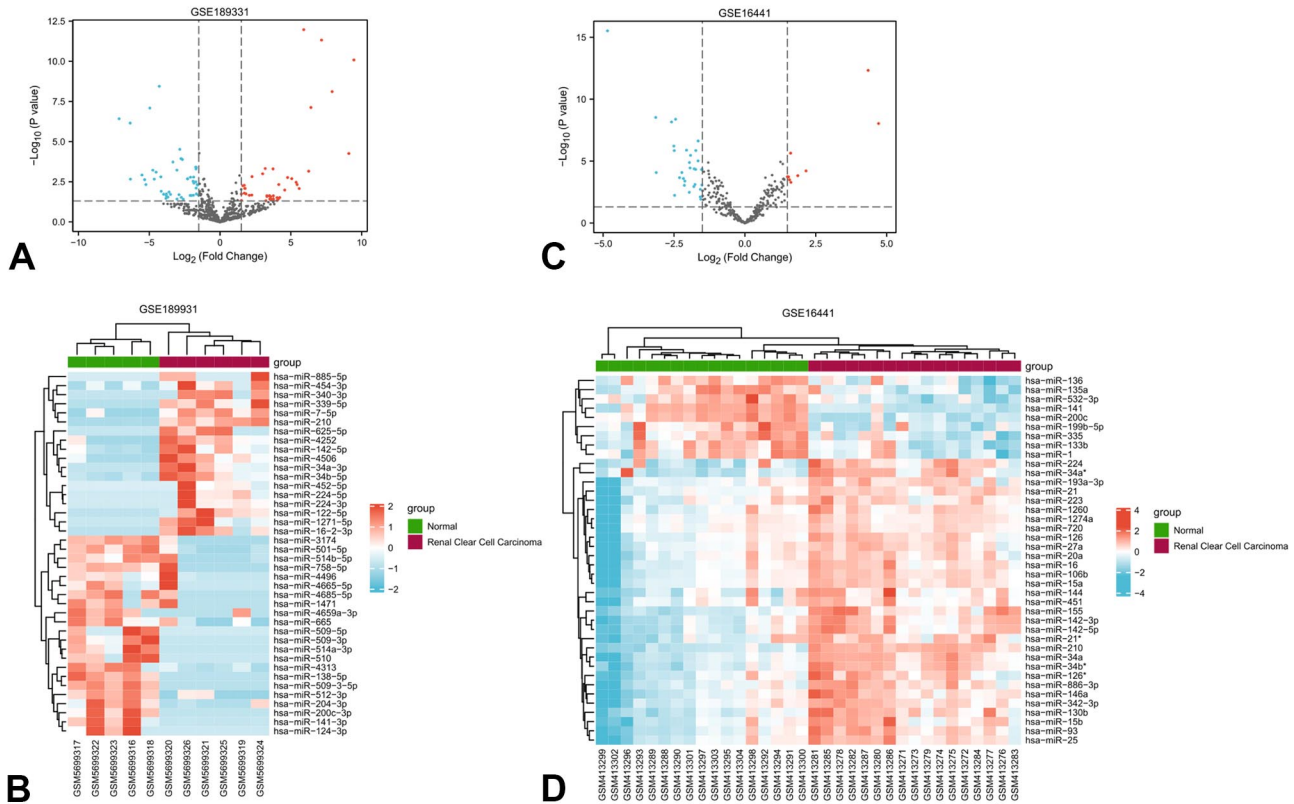 GSE189331
12.5
10.0
7.5
5.0
2.5
0.0
−Log10 (P value)
−10
−5
0
5
10
Log2 (Fold Change)
A
GSE16441
15
10
5
0
−Log10 (P value)
−5.0
−2.5
0.0
2.5
5.0
Log2 (Fold Change)
C
GSE189931
group
hsa−miR−885−5p
hsa−miR−454−3p
hsa−miR−340−3p
hsa−miR−339−5p
hsa−miR−7−5p
hsa−miR−210
hsa−miR−625−5p
hsa−miR−4252
hsa−miR−142−5p
hsa−miR−4506
hsa−miR−34a−3p
hsa−miR−34b−5p
hsa−miR−452−5p
hsa−miR−224−5p
hsa−miR−224−3p
hsa−miR−122−5p
hsa−miR−1271−5p
hsa−miR−16−2−3p
hsa−miR−3174
hsa−miR−501−5p
hsa−miR−514b−5p
hsa−miR−758−5p
hsa−miR−4496
hsa−miR−4665−5p
hsa−miR−4685−5p
hsa−miR−1471
hsa−miR−4659a−3p
hsa−miR−665
hsa−miR−509−5p
hsa−miR−509−3p
hsa−miR−514a−3p
hsa−miR−510
hsa−miR−4313
hsa−miR−138−5p
hsa−miR−509−3−5p
hsa−miR−512−3p
hsa−miR−204−3p
hsa−miR−200c−3p
hsa−miR−141−3p
hsa−miR−124−3p
GSM5699317
GSM5699322
GSM5699323
GSM5699316
GSM5699318
GSM5699320
GSM5699326
GSM5699321
GSM5699325
GSM5699319
GSM5699324
2
1
0
−1
−2
group
Normal
Renal Clear Cell Carcinoma
B
GSE16441
group
hsa−miR−136
hsa−miR−135a
hsa−miR−532−3p
hsa−miR−141
hsa−miR−200c
hsa−miR−199b−5p
hsa−miR−335
hsa−miR−133b
hsa−miR−1
hsa−miR−224
hsa−miR−34a*
hsa−miR−193a−3p
hsa−miR−21
hsa−miR−223
hsa−miR−1260
hsa−miR−1274a
hsa−miR−720
hsa−miR−126
hsa−miR−27a
hsa−miR−20a
hsa−miR−16
hsa−miR−106b
hsa−miR−15a
hsa−miR−144
hsa−miR−451
hsa−miR−155
hsa−miR−142−3p
hsa−miR−142−5p
hsa−miR−21*
hsa−miR−210
hsa−miR−34a
hsa−miR−34b*
hsa−miR−126*
hsa−miR−886−3p
hsa−miR−146a
hsa−miR−342−3p
hsa−miR−130b
hsa−miR−15b
hsa−miR−93
hsa−miR−25
GSM413299
GSM413302
GSM413296
GSM413293
GSM413289
GSM413288
GSM413290
GSM413301
GSM413297
GSM413303
GSM413295
GSM413304
GSM413298
GSM413292
GSM413294
GSM413291
GSM413300
GSM413281
GSM413285
GSM413278
GSM413282
GSM413287
GSM413280
GSM413286
GSM413271
GSM413273
GSM413279
GSM413274
GSM413275
GSM413272
GSM413284
GSM413277
GSM413276
GSM413283
4
2
0
−2
−4
group
Normal
Renal Clear Cell Carcinoma
D